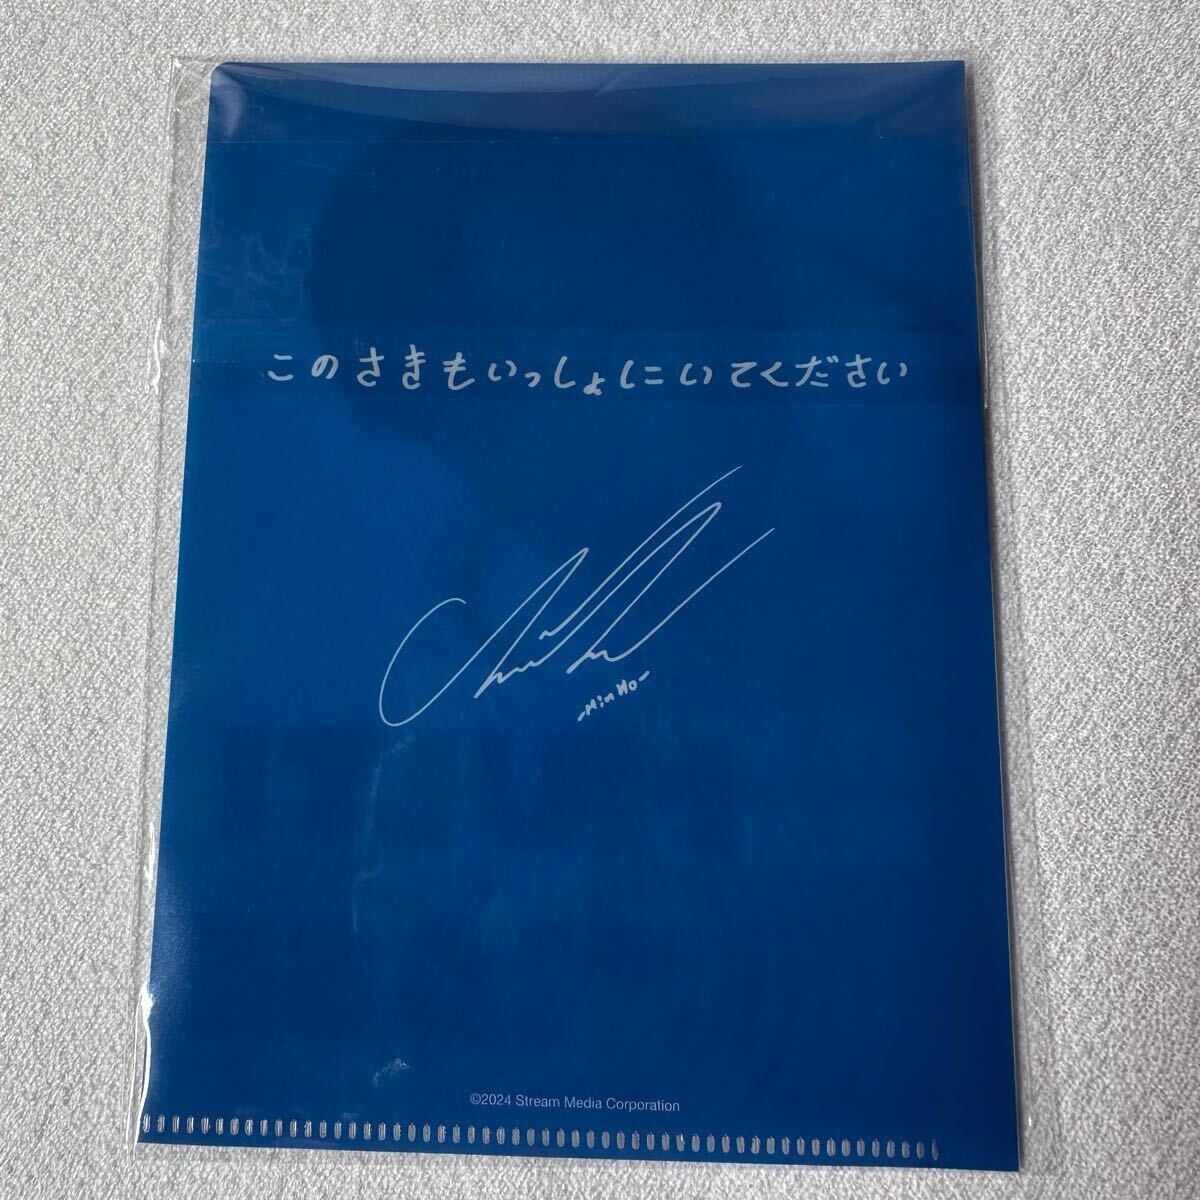 このさきもいっしょにいてください
-MinHo-
©2024 Stream Media Corporation